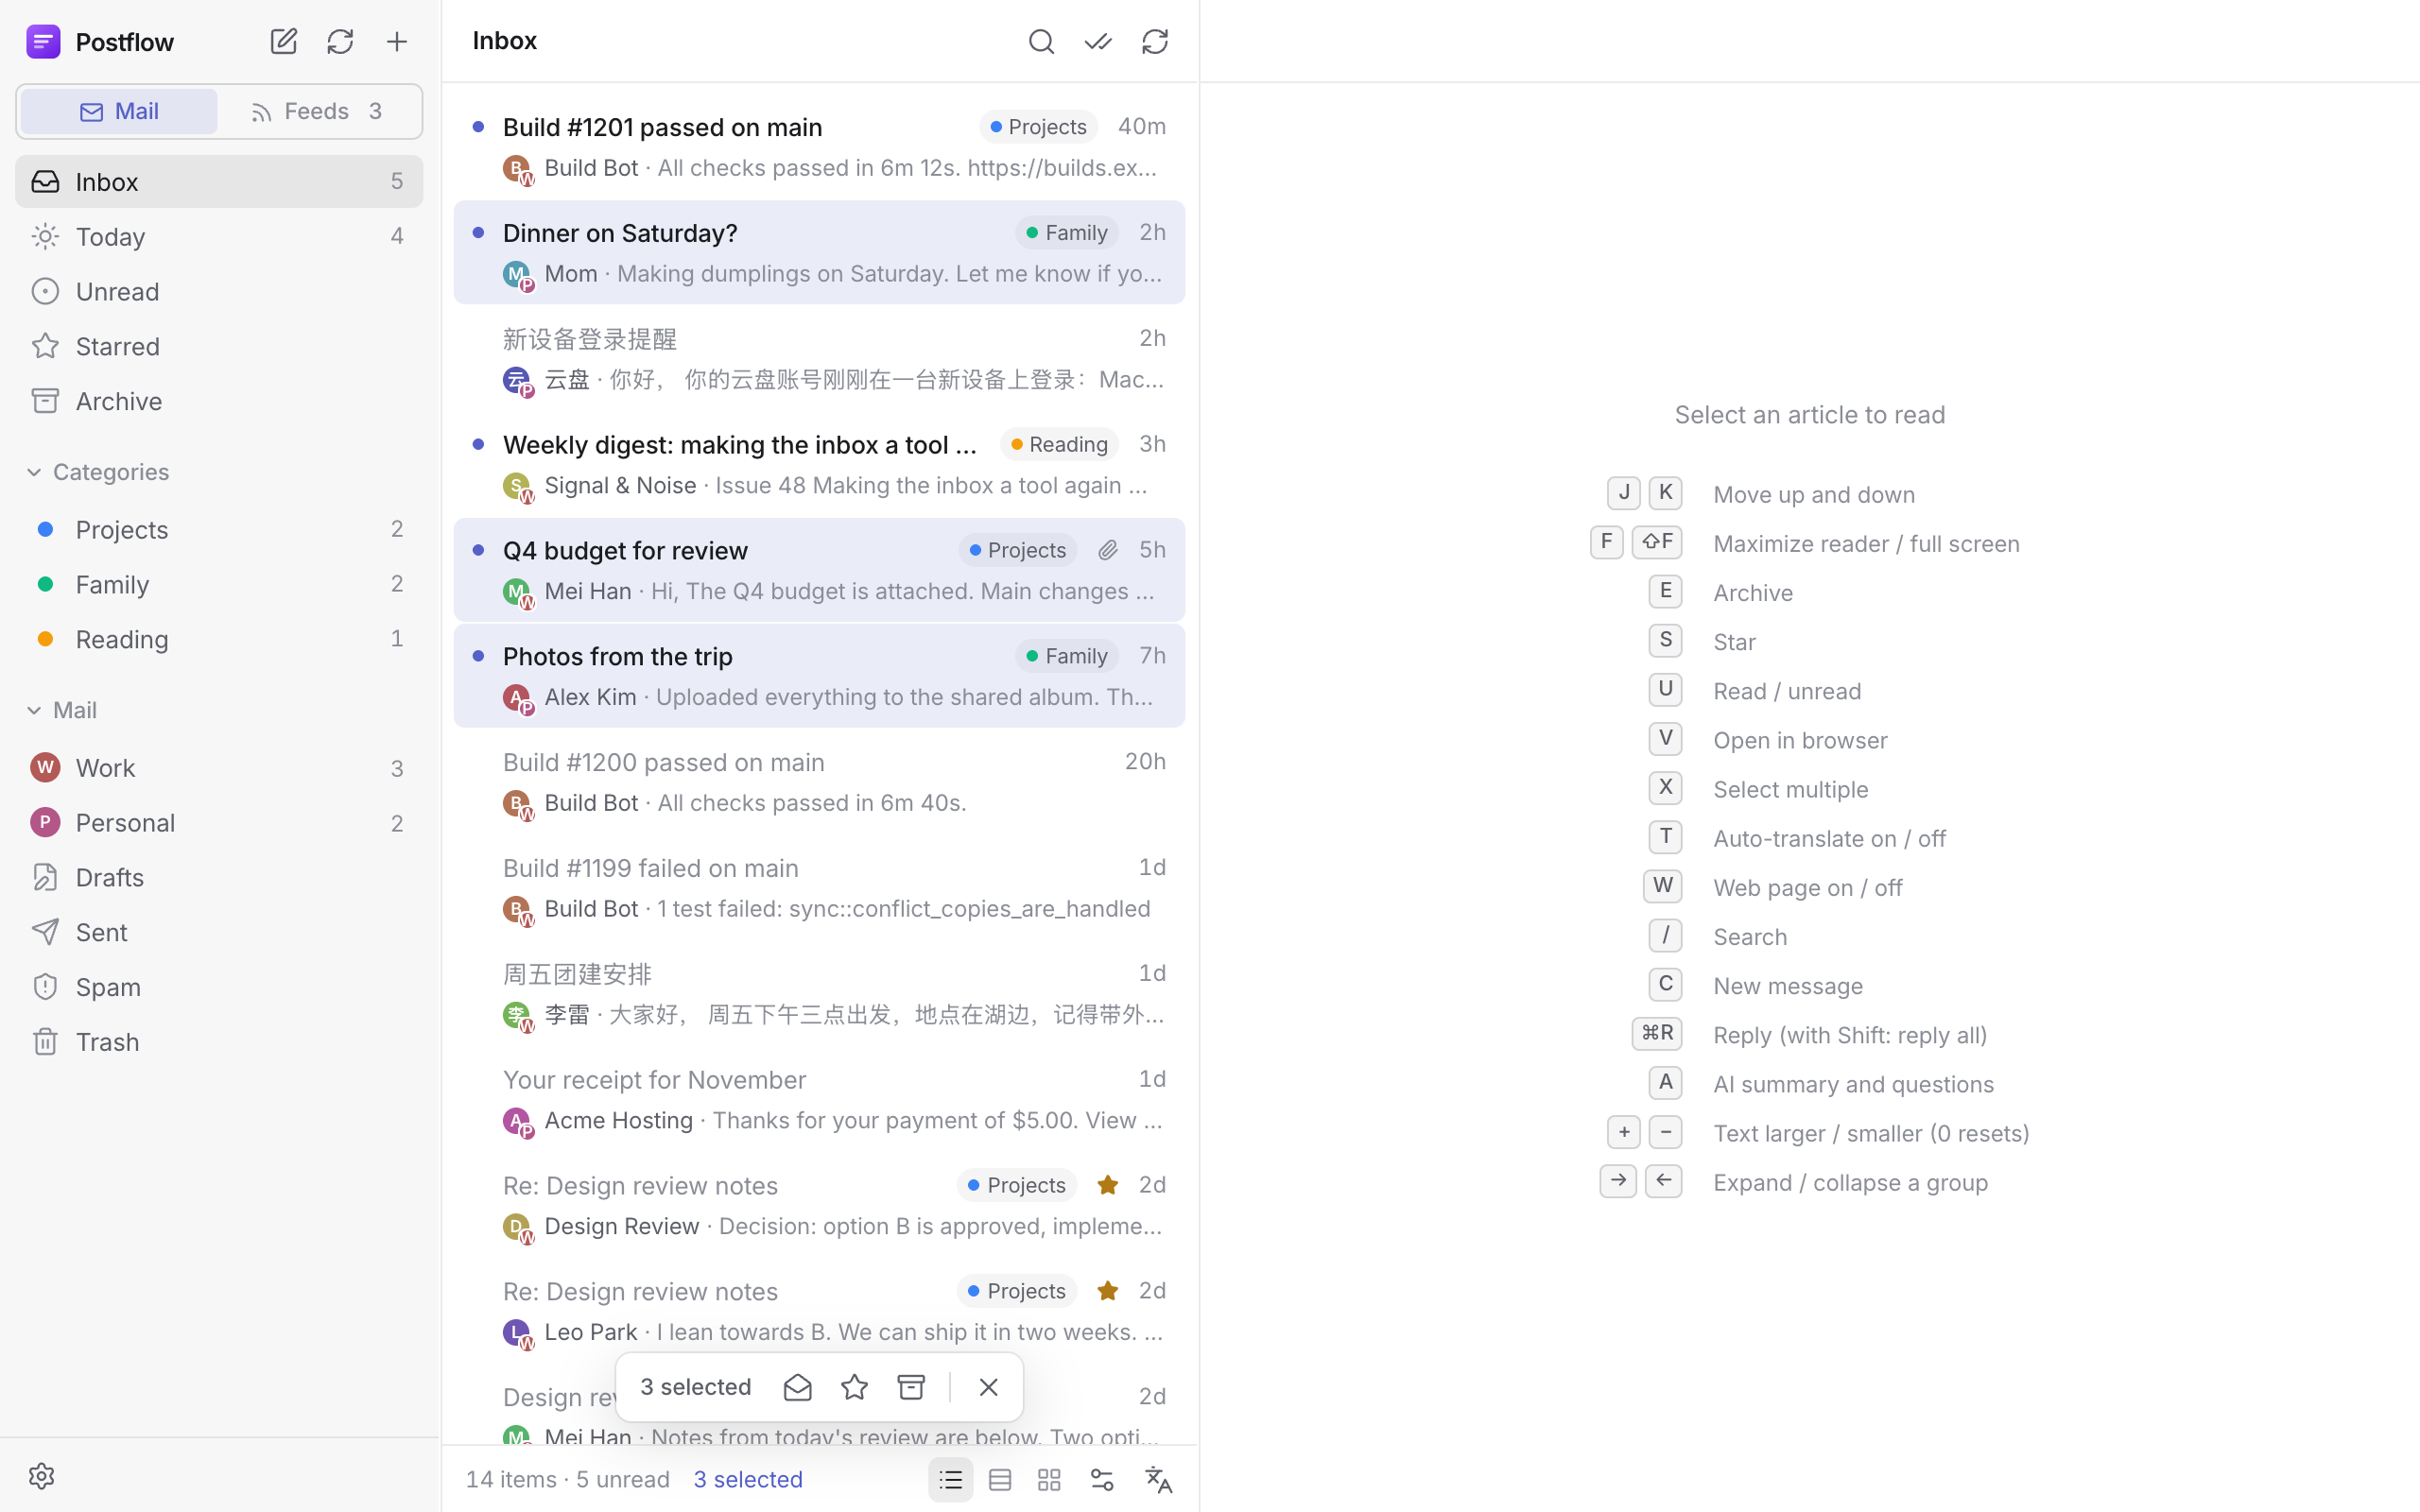 Postflow
Mail
Feeds 3
Inbox 5
Today 4
Unread
Starred
Archive
Categories
Projects 2
Family 2
Reading 1
Mail
W Work 3
P Personal 2
Drafts
Sent
Spam
Trash
Inbox
Build #1201 passed on main Projects 40m
B W Build Bot · All checks passed in 6m 12s. https://builds.ex...
Dinner on Saturday? Family 2h
M P Mom · Making dumplings on Saturday. Let me know if yo...
新设备登录提醒 2h
云 P 云盘 · 你好， 你的云盘账号刚刚在一台新设备上登录：Mac...
Weekly digest: making the inbox a tool ... Reading 3h
S W Signal & Noise · Issue 48 Making the inbox a tool again ...
Q4 budget for review Projects 5h
M W Mei Han · Hi, The Q4 budget is attached. Main changes ...
Photos from the trip Family 7h
A P Alex Kim · Uploaded everything to the shared album. Th...
Build #1200 passed on main 20h
B W Build Bot · All checks passed in 6m 40s.
Build #1199 failed on main 1d
B W Build Bot · 1 test failed: sync::conflict_copies_are_handled
周五团建安排 1d
李 W 李雷 · 大家好， 周五下午三点出发，地点在湖边，记得带外...
Your receipt for November 1d
A P Acme Hosting · Thanks for your payment of $5.00. View ...
Re: Design review notes Projects 2d
D W Design Review · Decision: option B is approved, impleme...
Re: Design review notes Projects 2d
L W Leo Park · I lean towards B. We can ship it in two weeks. ...
Design 2d
M Mei Han · Notes from today's review are below. Two opti...
3 selected
14 items · 5 unread 3 selected
Select an article to read
J K Move up and down
F ⇧F Maximize reader / full screen
E Archive
S Star
U Read / unread
V Open in browser
X Select multiple
T Auto-translate on / off
W Web page on / off
/ Search
C New message
⌘R Reply (with Shift: reply all)
A AI summary and questions
+ − Text larger / smaller (0 resets)
→ ← Expand / collapse a group